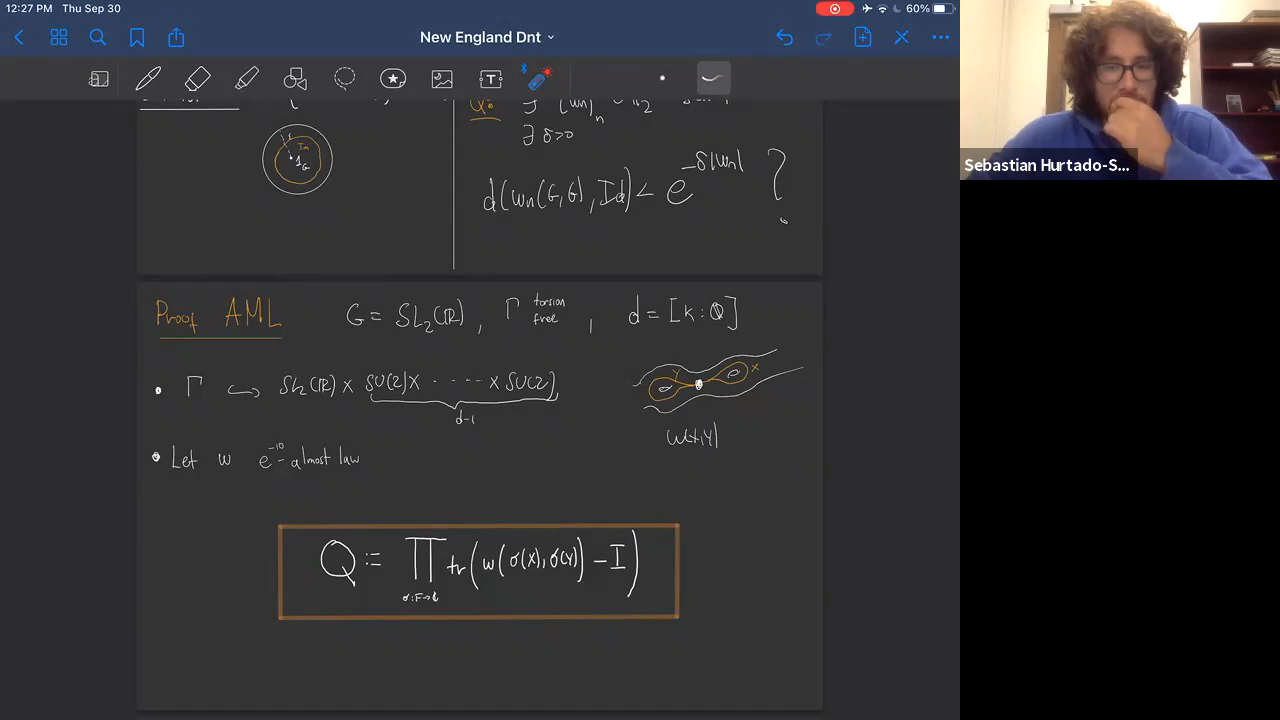 12:27 PM Thu Sep 30
60%
New England Dnt
Q:
∃ δ>0
d(wn(G,G), Id) < e^{-δ|wn|} ?
1_G
Proof AML
G = SL₂(ℝ), Γ torsion free, d = [k:ℚ]
• Γ ↪ SL₂(ℝ) × SU(2) × ····· × SU(2)
d-1
Y
X
w(x,y)
• Let w e^{-10} - almost law
Q := ∏ tr(w(σ(X), σ(Y)) - I)
Sebastian Hurtado-S...